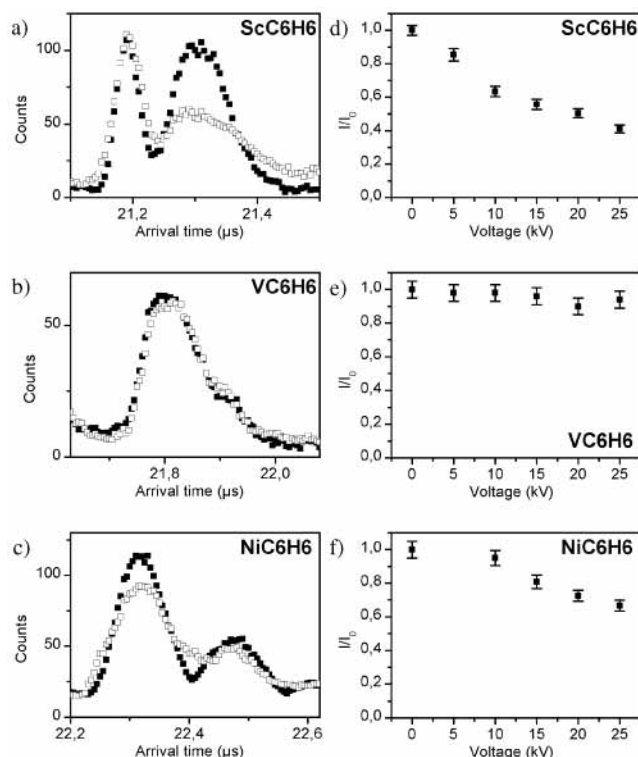 a)
ScC6H6
100
50
0
Counts
21,2
21,4
Arrival time (µs)
d)
ScC6H6
1,0
0,8
0,6
0,4
0,2
0,0
I/I0
0 5 10 15 20 25
Voltage (kV)
b)
VC6H6
50
0
Counts
21,8
22,0
Arrival time (µs)
e)
1,0
0,8
0,6
0,4
0,2
0,0
I/I0
VC6H6
0 5 10 15 20 25
Voltage (kV)
c)
NiC6H6
100
50
0
Counts
22,2
22,3
22,4
22,5
22,6
Arrival time (µs)
f)
NiC6H6
1,0
0,8
0,6
0,4
0,2
0,0
I/I0
0 5 10 15 20 25
Voltage (kV)